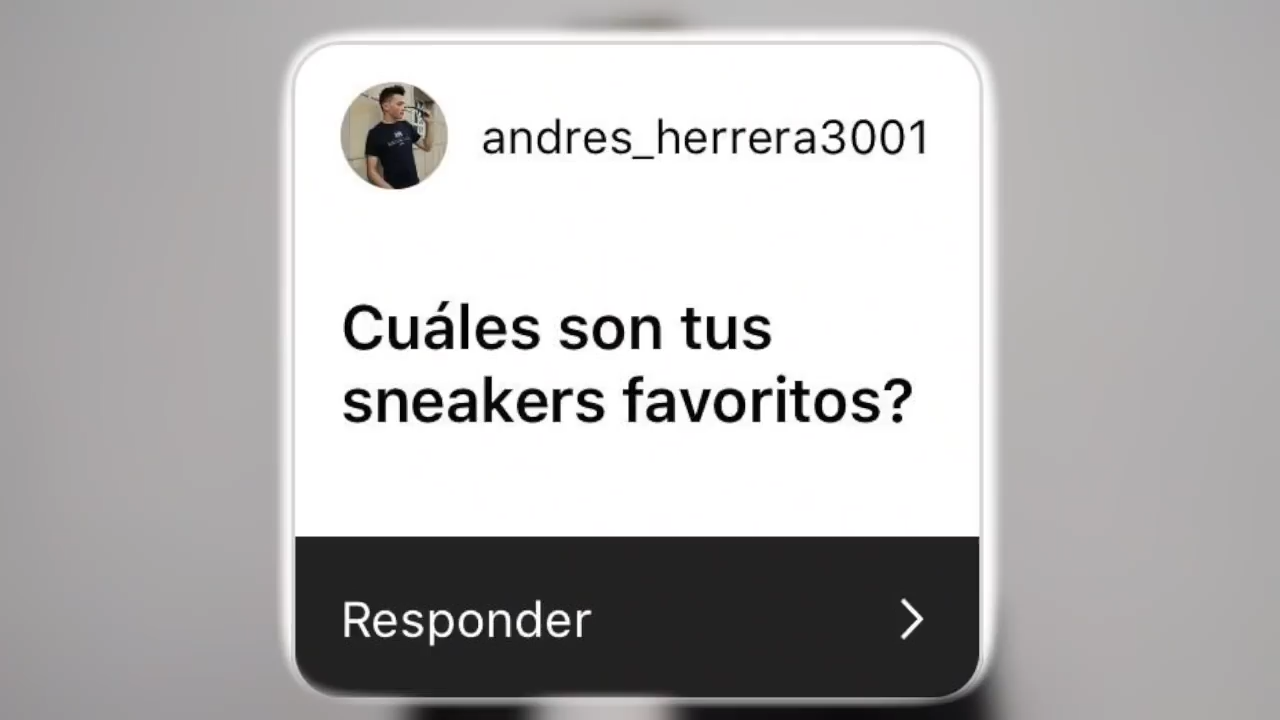 andres_herrera3001
Cuáles son tus
sneakers favoritos?
Responder